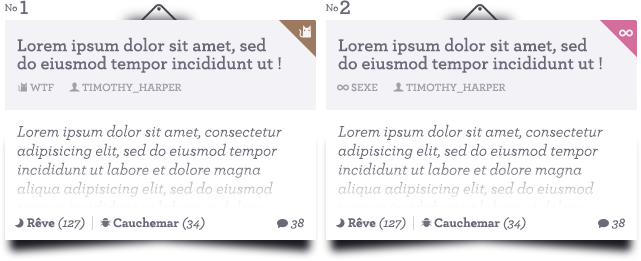 No 1
Lorem ipsum dolor sit amet, sed
do eiusmod tempor incididunt ut !
WTF TIMOTHY_HARPER
Lorem ipsum dolor sit amet, consectetur
adipisicing elit, sed do eiusmod tempor
incididunt ut labore et dolore magna
aliqua adipisicing elit, sed do eiusmod
Rêve (127) Cauchemar (34) 38
No 2
Lorem ipsum dolor sit amet, sed
do eiusmod tempor incididunt ut !
SEXE TIMOTHY_HARPER
Lorem ipsum dolor sit amet, consectetur
adipisicing elit, sed do eiusmod tempor
incididunt ut labore et dolore magna
aliqua adipisicing elit, sed do eiusmod
Rêve (127) Cauchemar (34) 38